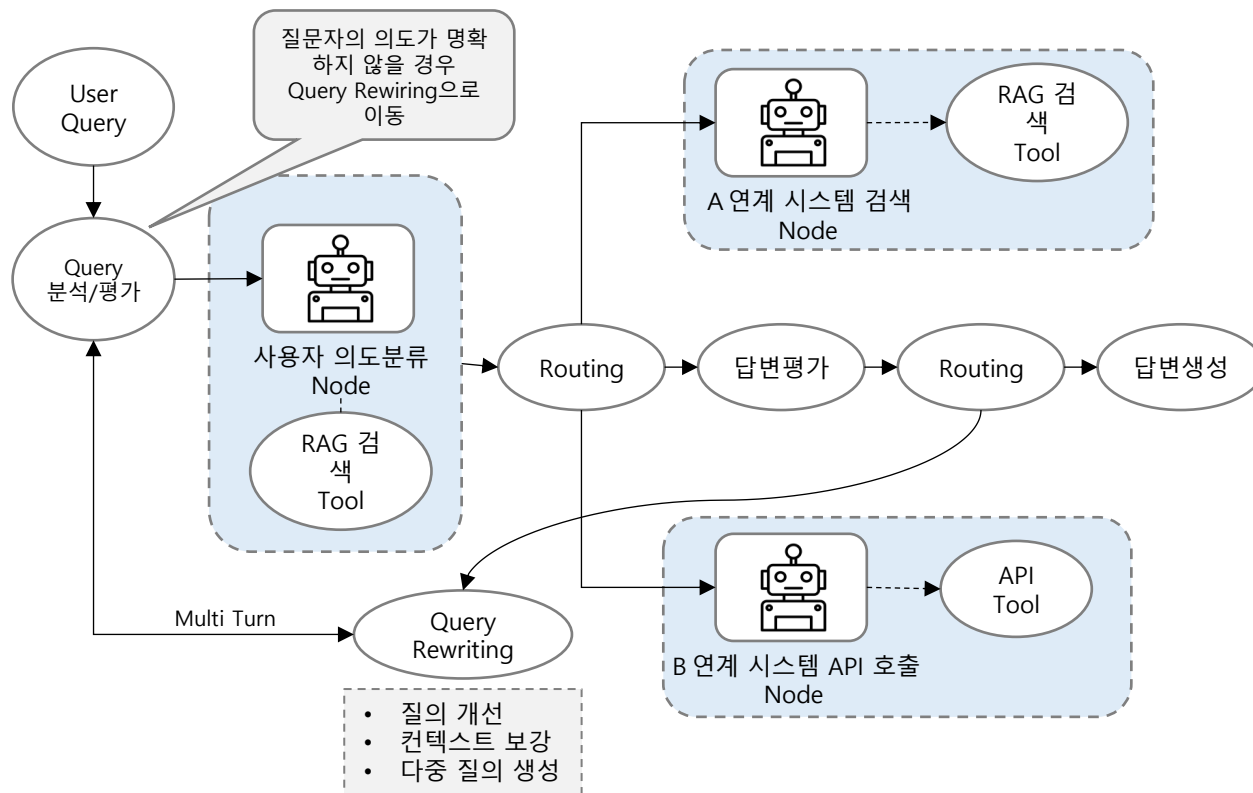 질문자의 의도가 명확
하지 않을 경우
Query Rewiring으로
이동
User
Query
Query
분석/평가
사용자 의도분류
Node
RAG 검
색
Tool
Routing
답변평가
Routing
답변생성
RAG 검
색
Tool
A 연계 시스템 검색
Node
API
Tool
B 연계 시스템 API 호출
Node
Multi Turn
Query
Rewriting
• 질의 개선
• 컨텍스트 보강
• 다중 질의 생성